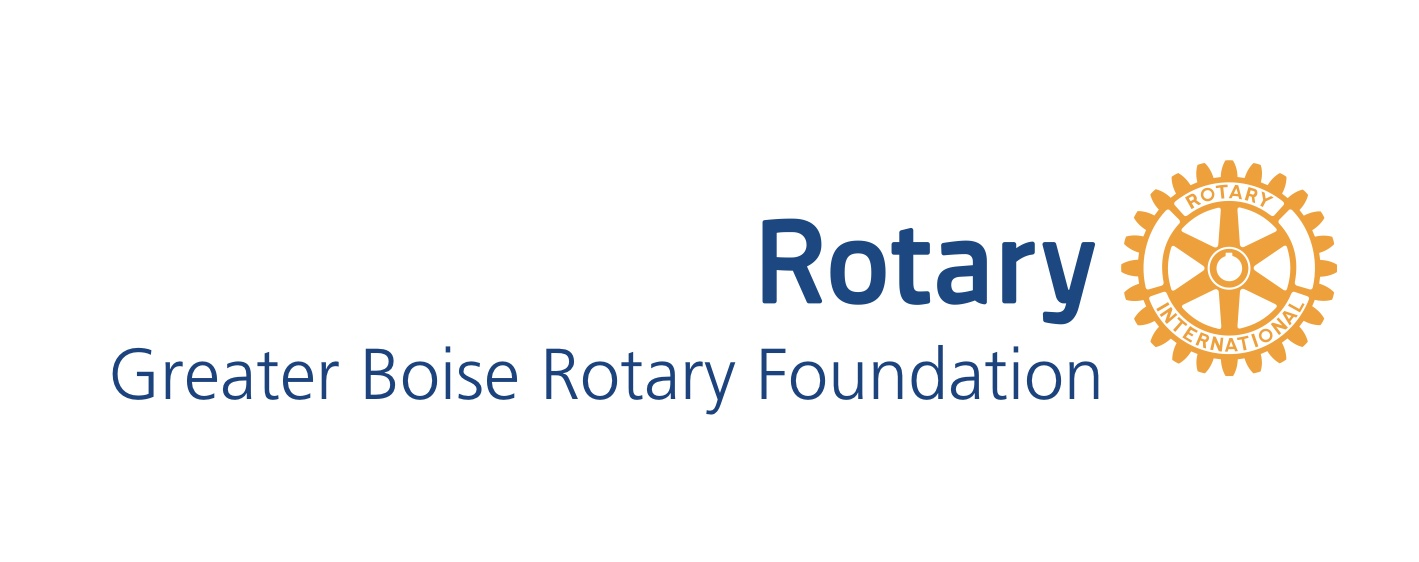 Rotary
Greater Boise Rotary Foundation
ROTARY
INTERNATIONAL